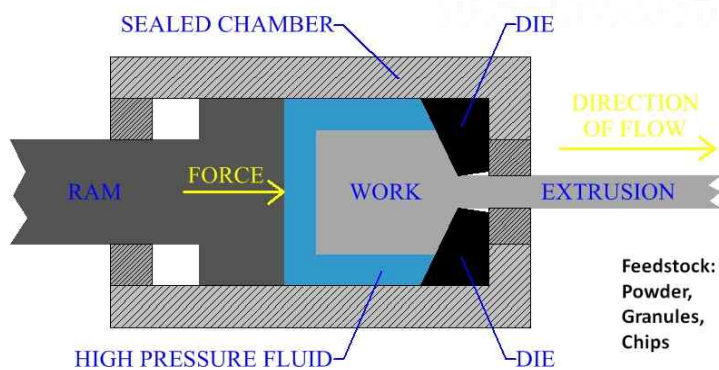 SEALED CHAMBER
DIE
DIRECTION
OF FLOW
FORCE
RAM
WORK
EXTRUSION
Feedstock:
Powder,
Granules,
Chips
HIGH PRESSURE FLUID
DIE